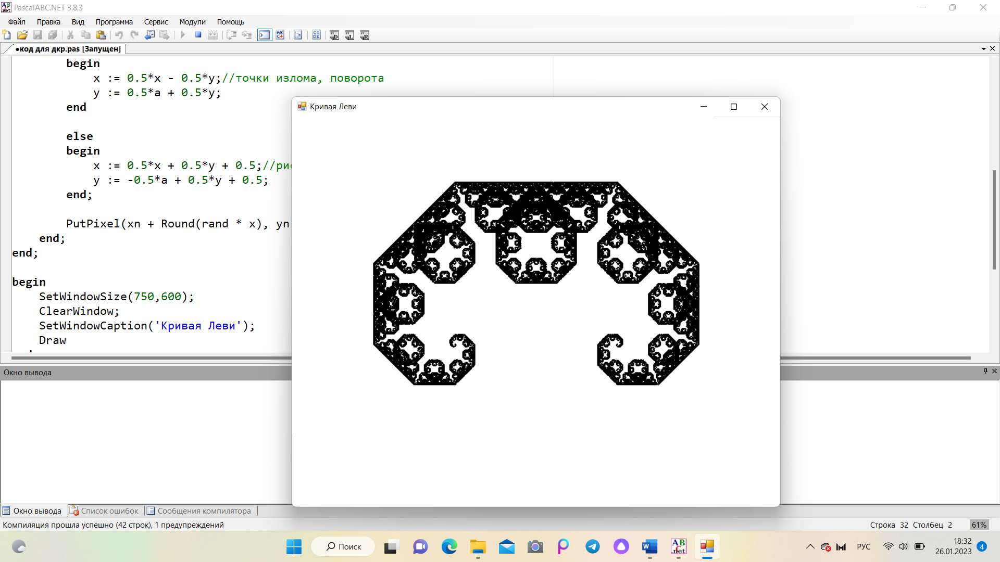 PascalABC.NET 3.8.3
Файл Правка Вид Программа Сервис Модули Помощь
•код для дкр.pas [Запущен]
begin
x := 0.5*x - 0.5*y;//точки излома, поворота
y := 0.5*a + 0.5*y;
end
else
begin
x := 0.5*x + 0.5*y + 0.5;//рис
y := -0.5*a + 0.5*y + 0.5;
end;
PutPixel(xn + Round(rand * x), yn
end;
end;
begin
SetWindowSize(750,600);
ClearWindow;
SetWindowCaption('Кривая Леви');
Draw
Кривая Леви
Окно вывода
Окно вывода Список ошибок Сообщения компилятора
Компиляция прошла успешно (42 строк), 1 предупреждений
Строка 32 Столбец 2 61%
Поиск
РУС
18:32
26.01.2023
4